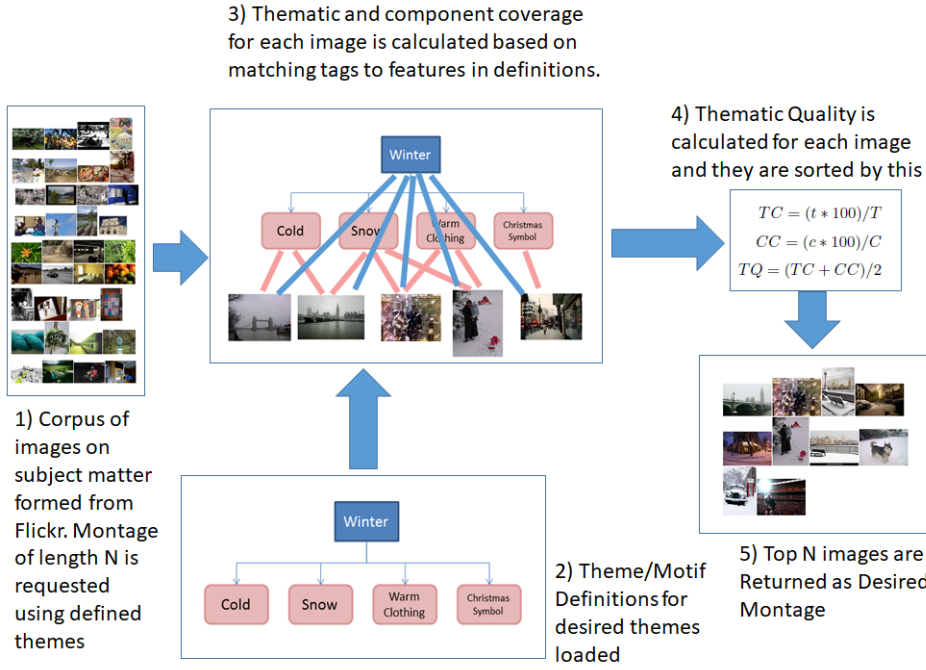 3) Thematic and component coverage
for each image is calculated based on
matching tags to features in definitions.
Winter
Cold
Snow
Warm
Clothing
Christmas
Symbol
4) Thematic Quality is
calculated for each image
and they are sorted by this
TC = (t * 100)/T
CC = (c * 100)/C
TQ = (TC + CC)/2
1) Corpus of
images on
subject matter
formed from
Flickr. Montage
of length N is
requested
using defined
themes
Winter
Cold
Snow
Warm
Clothing
Christmas
Symbol
2) Theme/Motif
Definitions for
desired themes
loaded
5) Top N images are
Returned as Desired
Montage